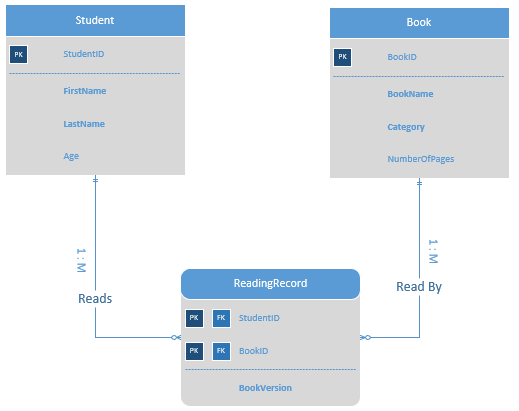 Student
PK StudentID
FirstName
LastName
Age
Book
PK BookID
BookName
Category
NumberOfPages
1 : M
Reads
1 : M
Read By
ReadingRecord
PK FK StudentID
PK FK BookID
BookVersion